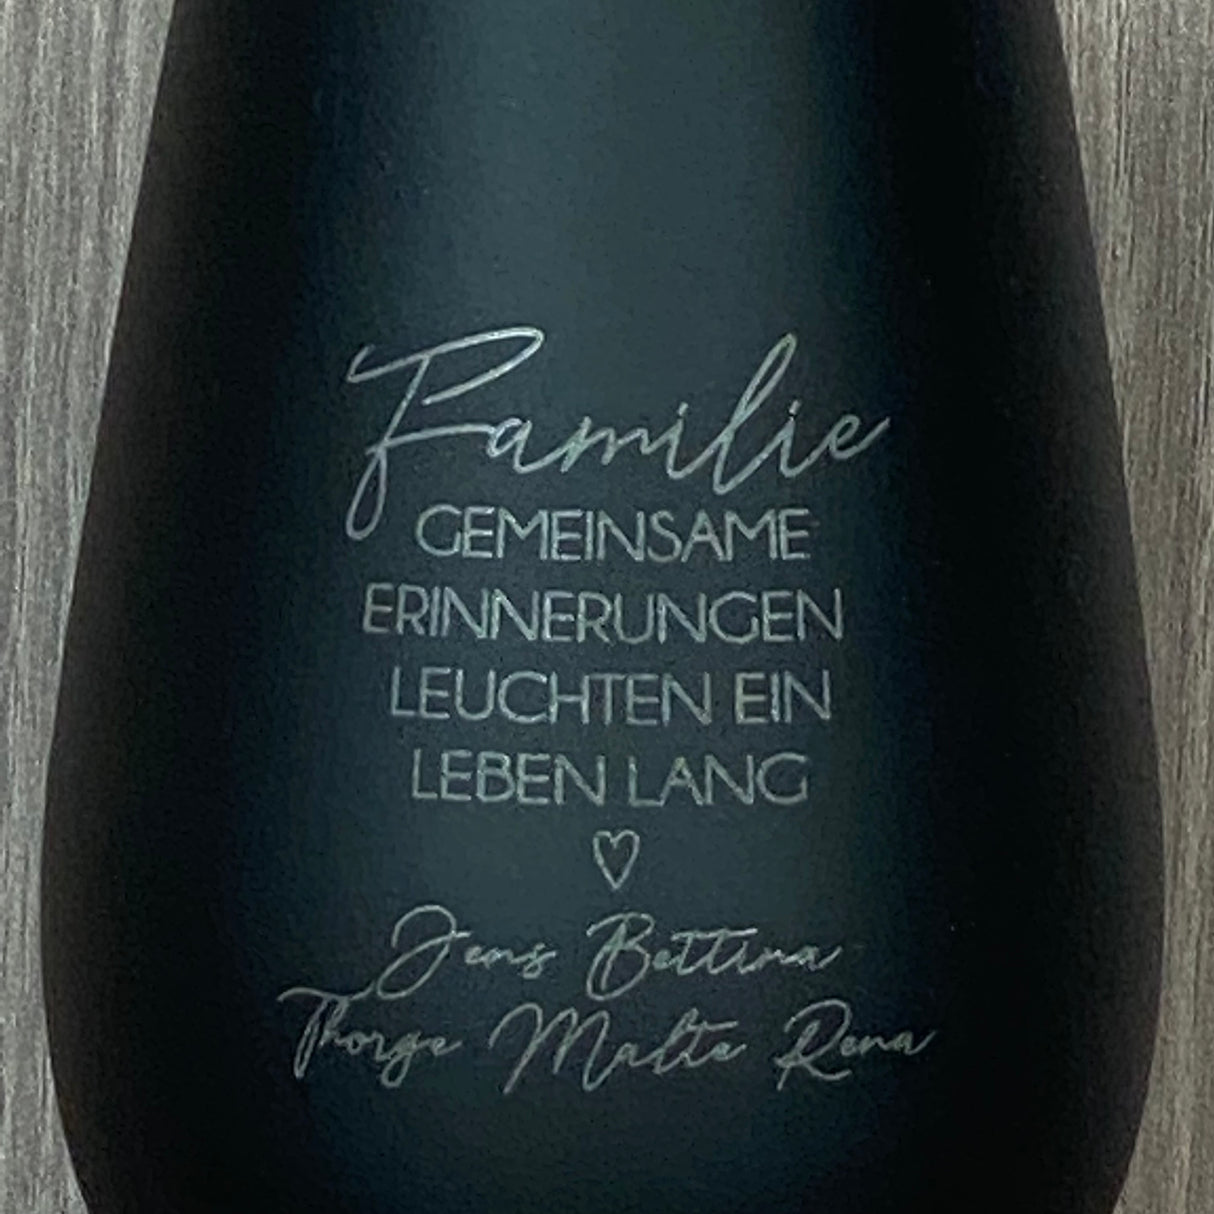 Familie
GEMEINSAME
ERINNERUNGEN
LEUCHTEN EIN
LEBEN LANG
Jens Bettina
Thorge Malte Rena